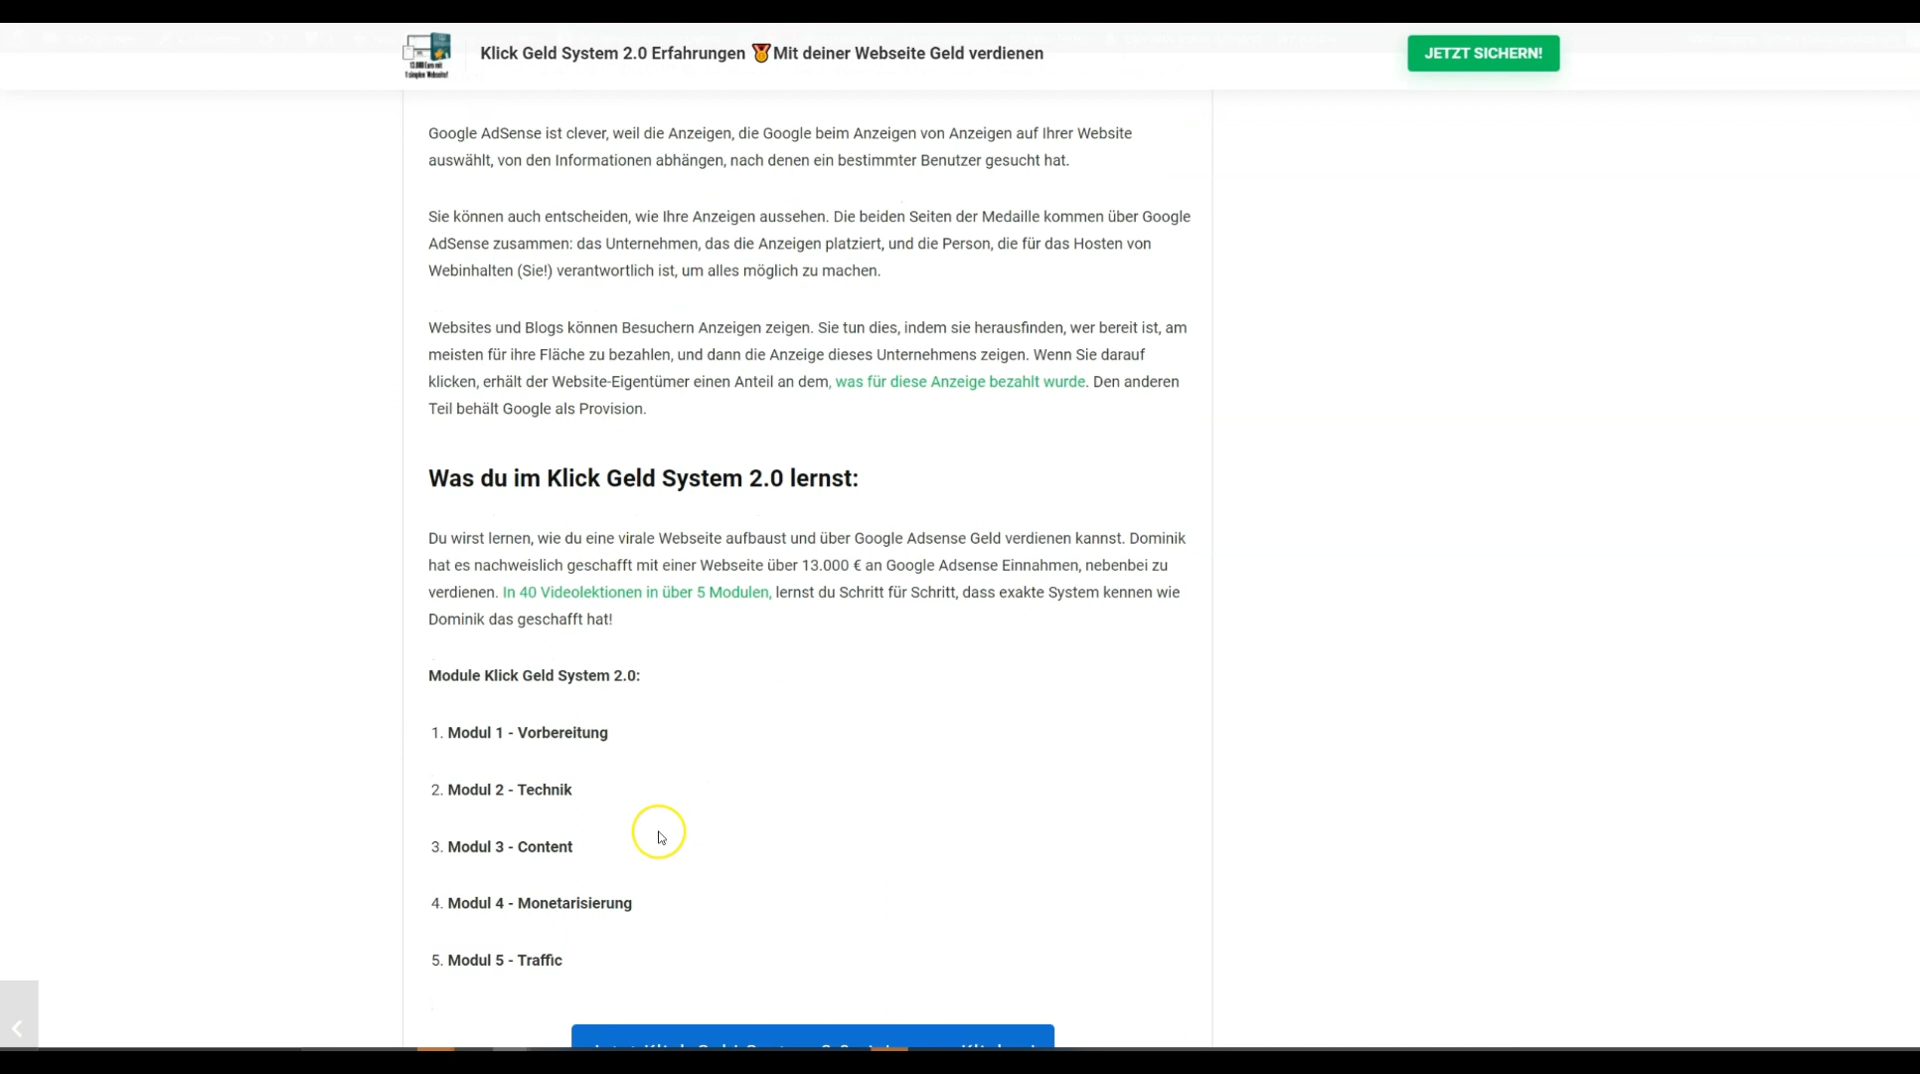 Klick Geld System 2.0 Erfahrungen 🏅Mit deiner Webseite Geld verdienen
JETZT SICHERN!
Google AdSense ist clever, weil die Anzeigen, die Google beim Anzeigen von Anzeigen auf Ihrer Website
auswählt, von den Informationen abhängen, nach denen ein bestimmter Benutzer gesucht hat.
Sie können auch entscheiden, wie Ihre Anzeigen aussehen. Die beiden Seiten der Medaille kommen über Google
AdSense zusammen: das Unternehmen, das die Anzeigen platziert, und die Person, die für das Hosten von
Webinhalten (Sie!) verantwortlich ist, um alles möglich zu machen.
Websites und Blogs können Besuchern Anzeigen zeigen. Sie tun dies, indem sie herausfinden, wer bereit ist, am
meisten für ihre Fläche zu bezahlen, und dann die Anzeige dieses Unternehmens zeigen. Wenn Sie darauf
klicken, erhält der Website-Eigentümer einen Anteil an dem, was für diese Anzeige bezahlt wurde. Den anderen
Teil behält Google als Provision.
Was du im Klick Geld System 2.0 lernst:
Du wirst lernen, wie du eine virale Webseite aufbaust und über Google Adsense Geld verdienen kannst. Dominik
hat es nachweislich geschafft mit einer Webseite über 13.000 € an Google Adsense Einnahmen, nebenbei zu
verdienen. In 40 Videolektionen in über 5 Modulen, lernst du Schritt für Schritt, dass exakte System kennen wie
Dominik das geschafft hat!
Module Klick Geld System 2.0:
1. Modul 1 - Vorbereitung
2. Modul 2 - Technik
3. Modul 3 - Content
4. Modul 4 - Monetarisierung
5. Modul 5 - Traffic